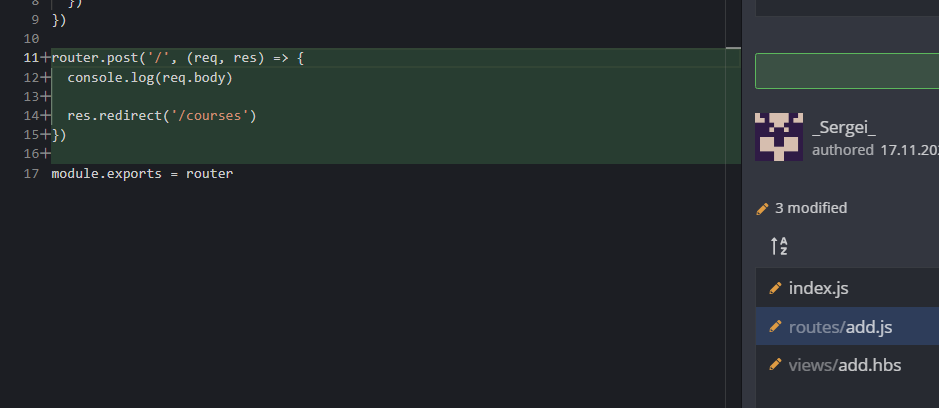 8 })
9 })
10
11+router.post('/', (req, res) => {
12+ console.log(req.body)
13+
14+ res.redirect('/courses')
15+})
16+
17 module.exports = router
_Sergei_
authored 17.11.20
3 modified
AZ
index.js
routes/add.js
views/add.hbs